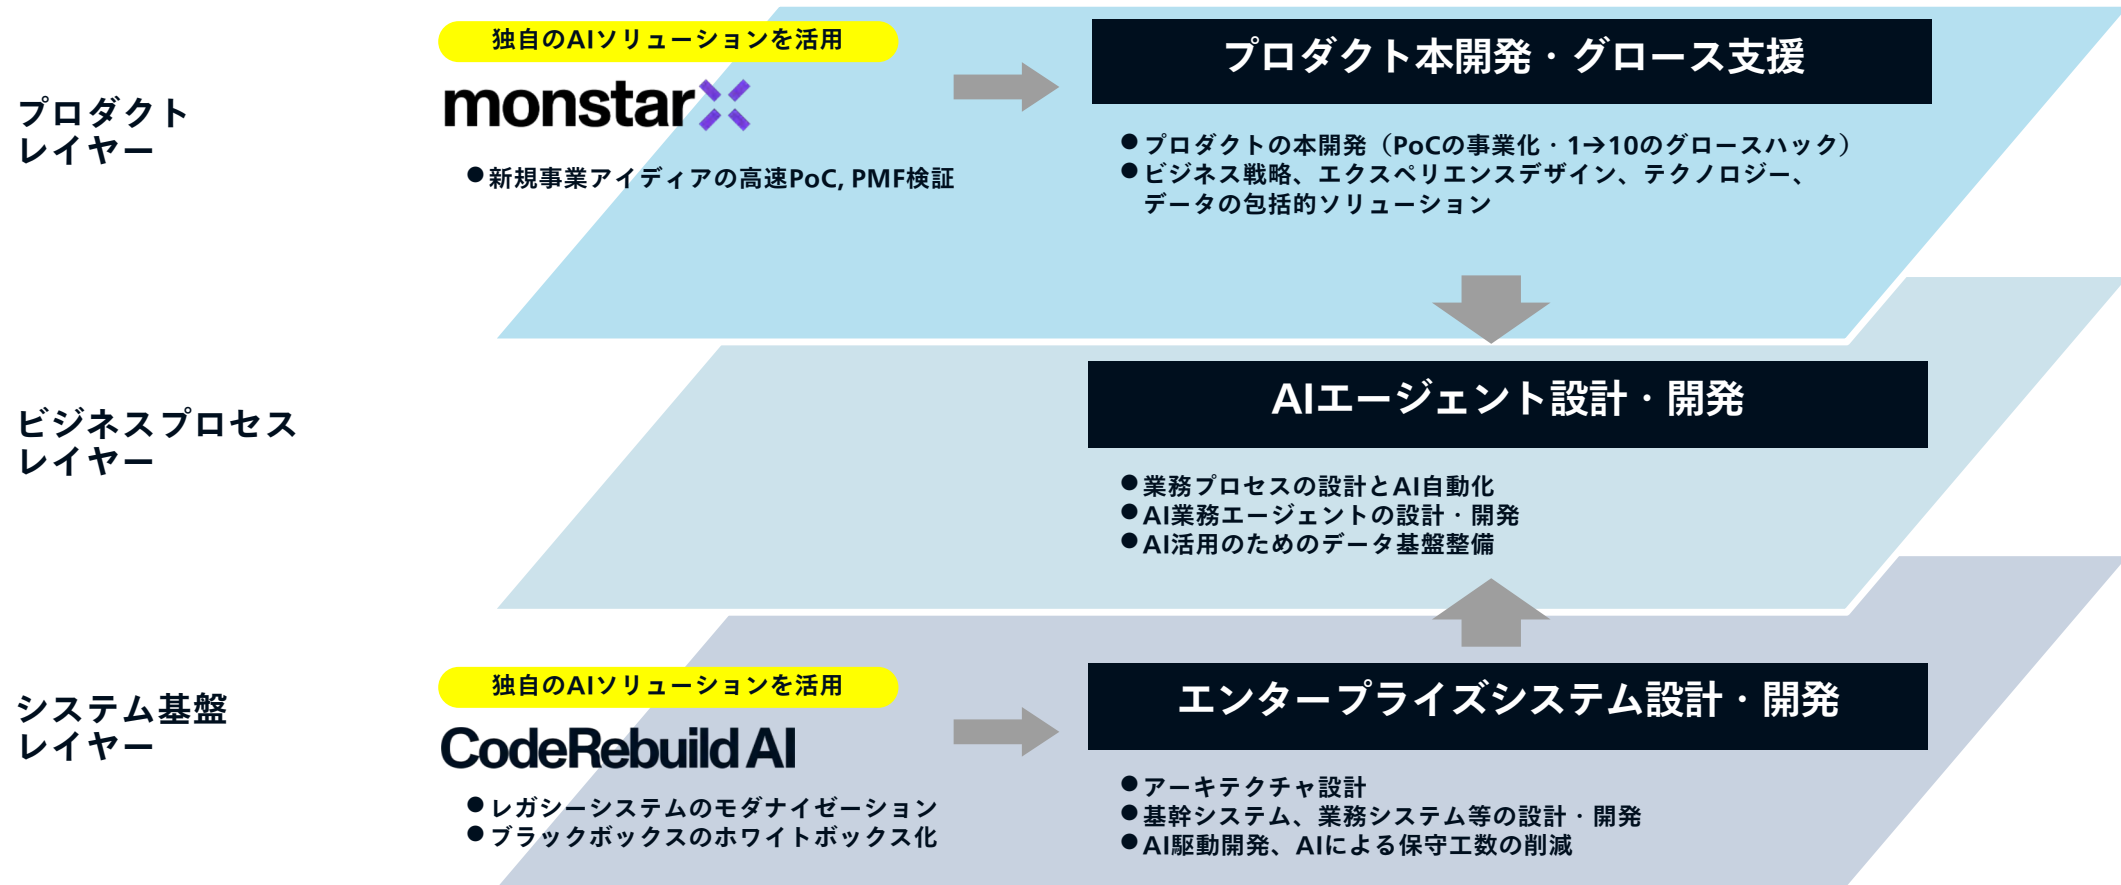 プロダクト
レイヤー
独自のAIソリューションを活用
monstarX
●新規事業アイディアの高速PoC, PMF検証
プロダクト本開発・グロース支援
●プロダクトの本開発（PoCの事業化・1→10のグロースハック）
●ビジネス戦略、エクスペリエンスデザイン、テクノロジー、
データの包括的ソリューション
ビジネスプロセス
レイヤー
AIエージェント設計・開発
●業務プロセスの設計とAI自動化
●AI業務エージェントの設計・開発
●AI活用のためのデータ基盤整備
システム基盤
レイヤー
独自のAIソリューションを活用
CodeRebuild AI
●レガシーシステムのモダナイゼーション
●ブラックボックスのホワイトボックス化
エンタープライズシステム設計・開発
●アーキテクチャ設計
●基幹システム、業務システム等の設計・開発
●AI駆動開発、AIによる保守工数の削減